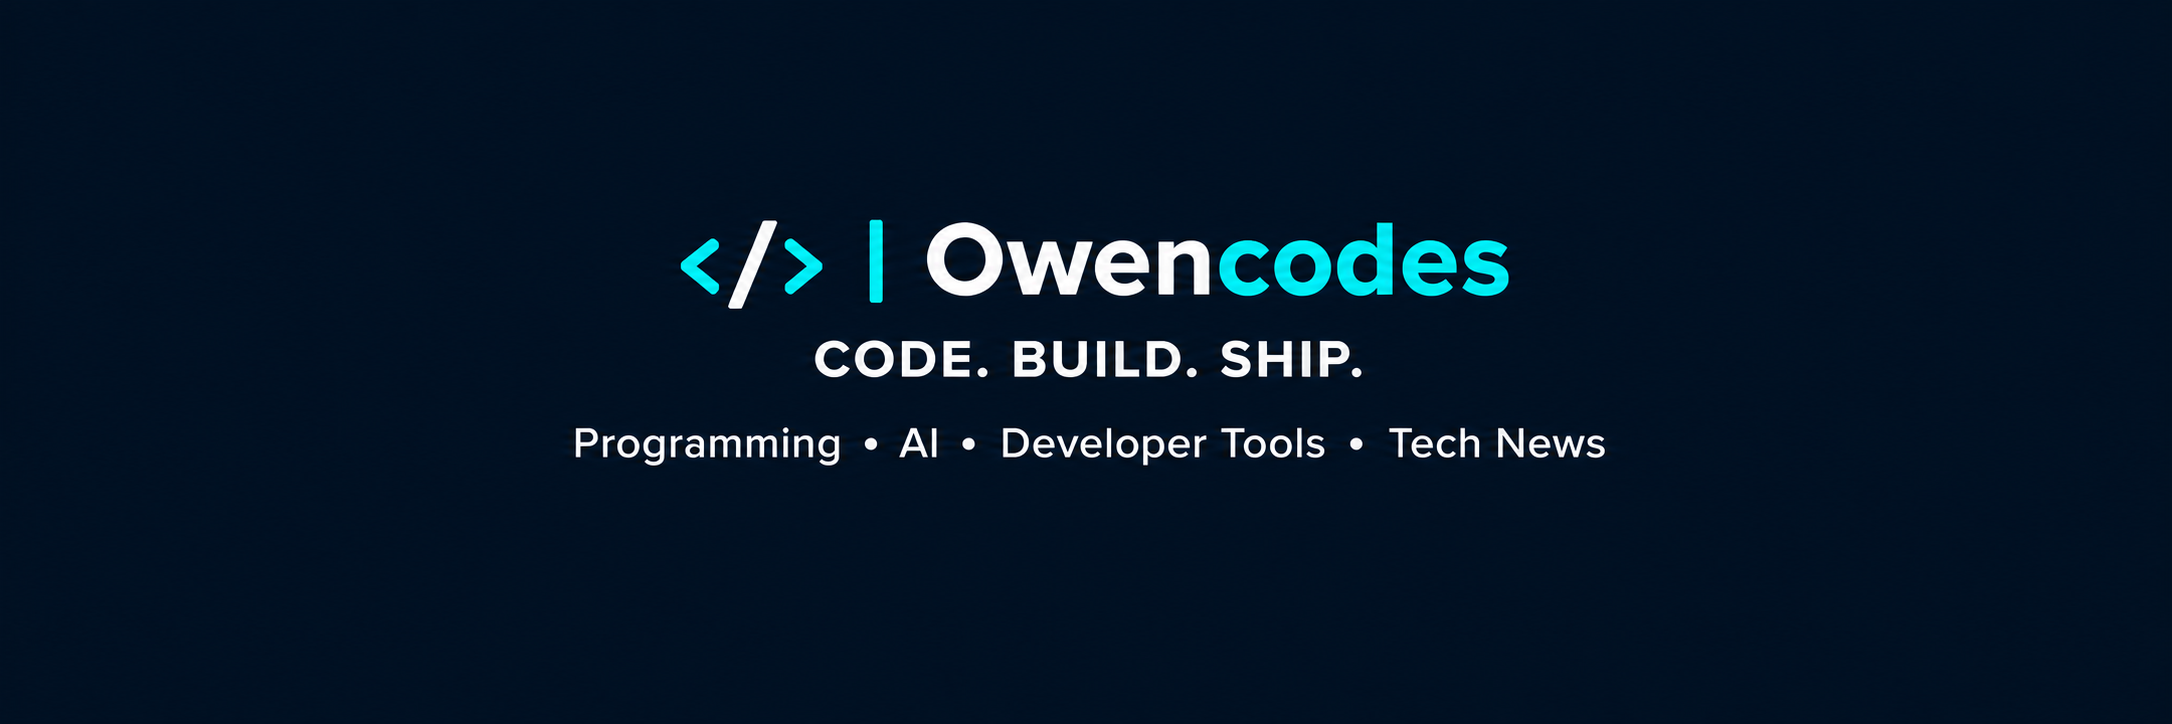 </> | Owencodes
CODE. BUILD. SHIP.
Programming • AI • Developer Tools • Tech News